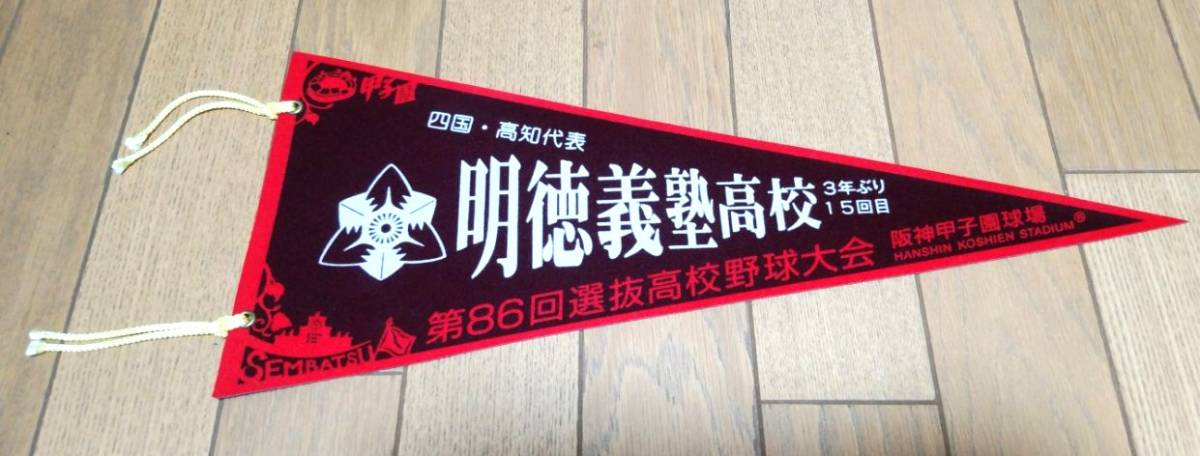 甲子園
四国・高知代表
明徳義塾高校
3年ぶり
15回目
第86回選抜高校野球大会
阪神甲子園球場
HANSHIN KOSHIEN STADIUM®
SEMBATSU